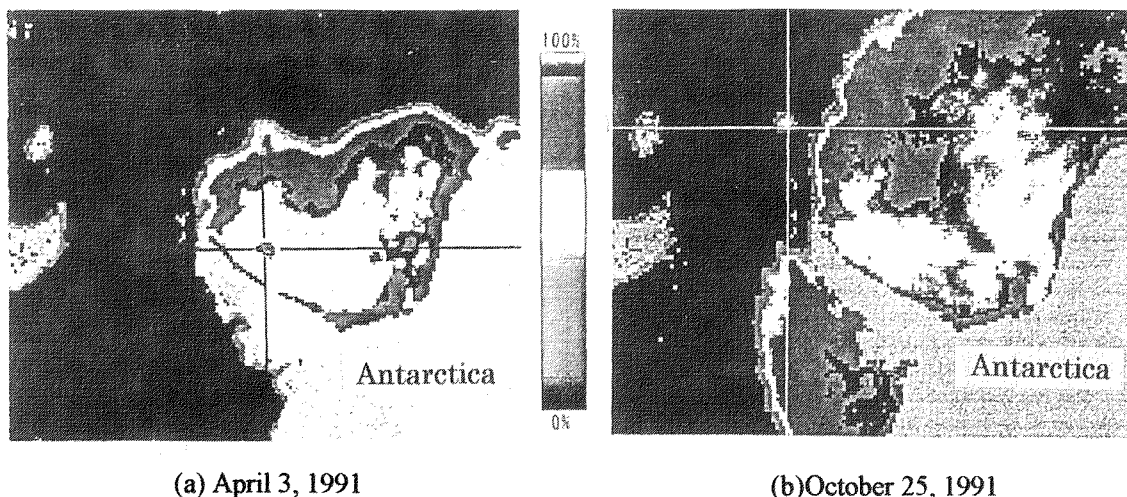 100%
0%
Antarctica
Antarctica
(a) April 3, 1991
(b)October 25, 1991